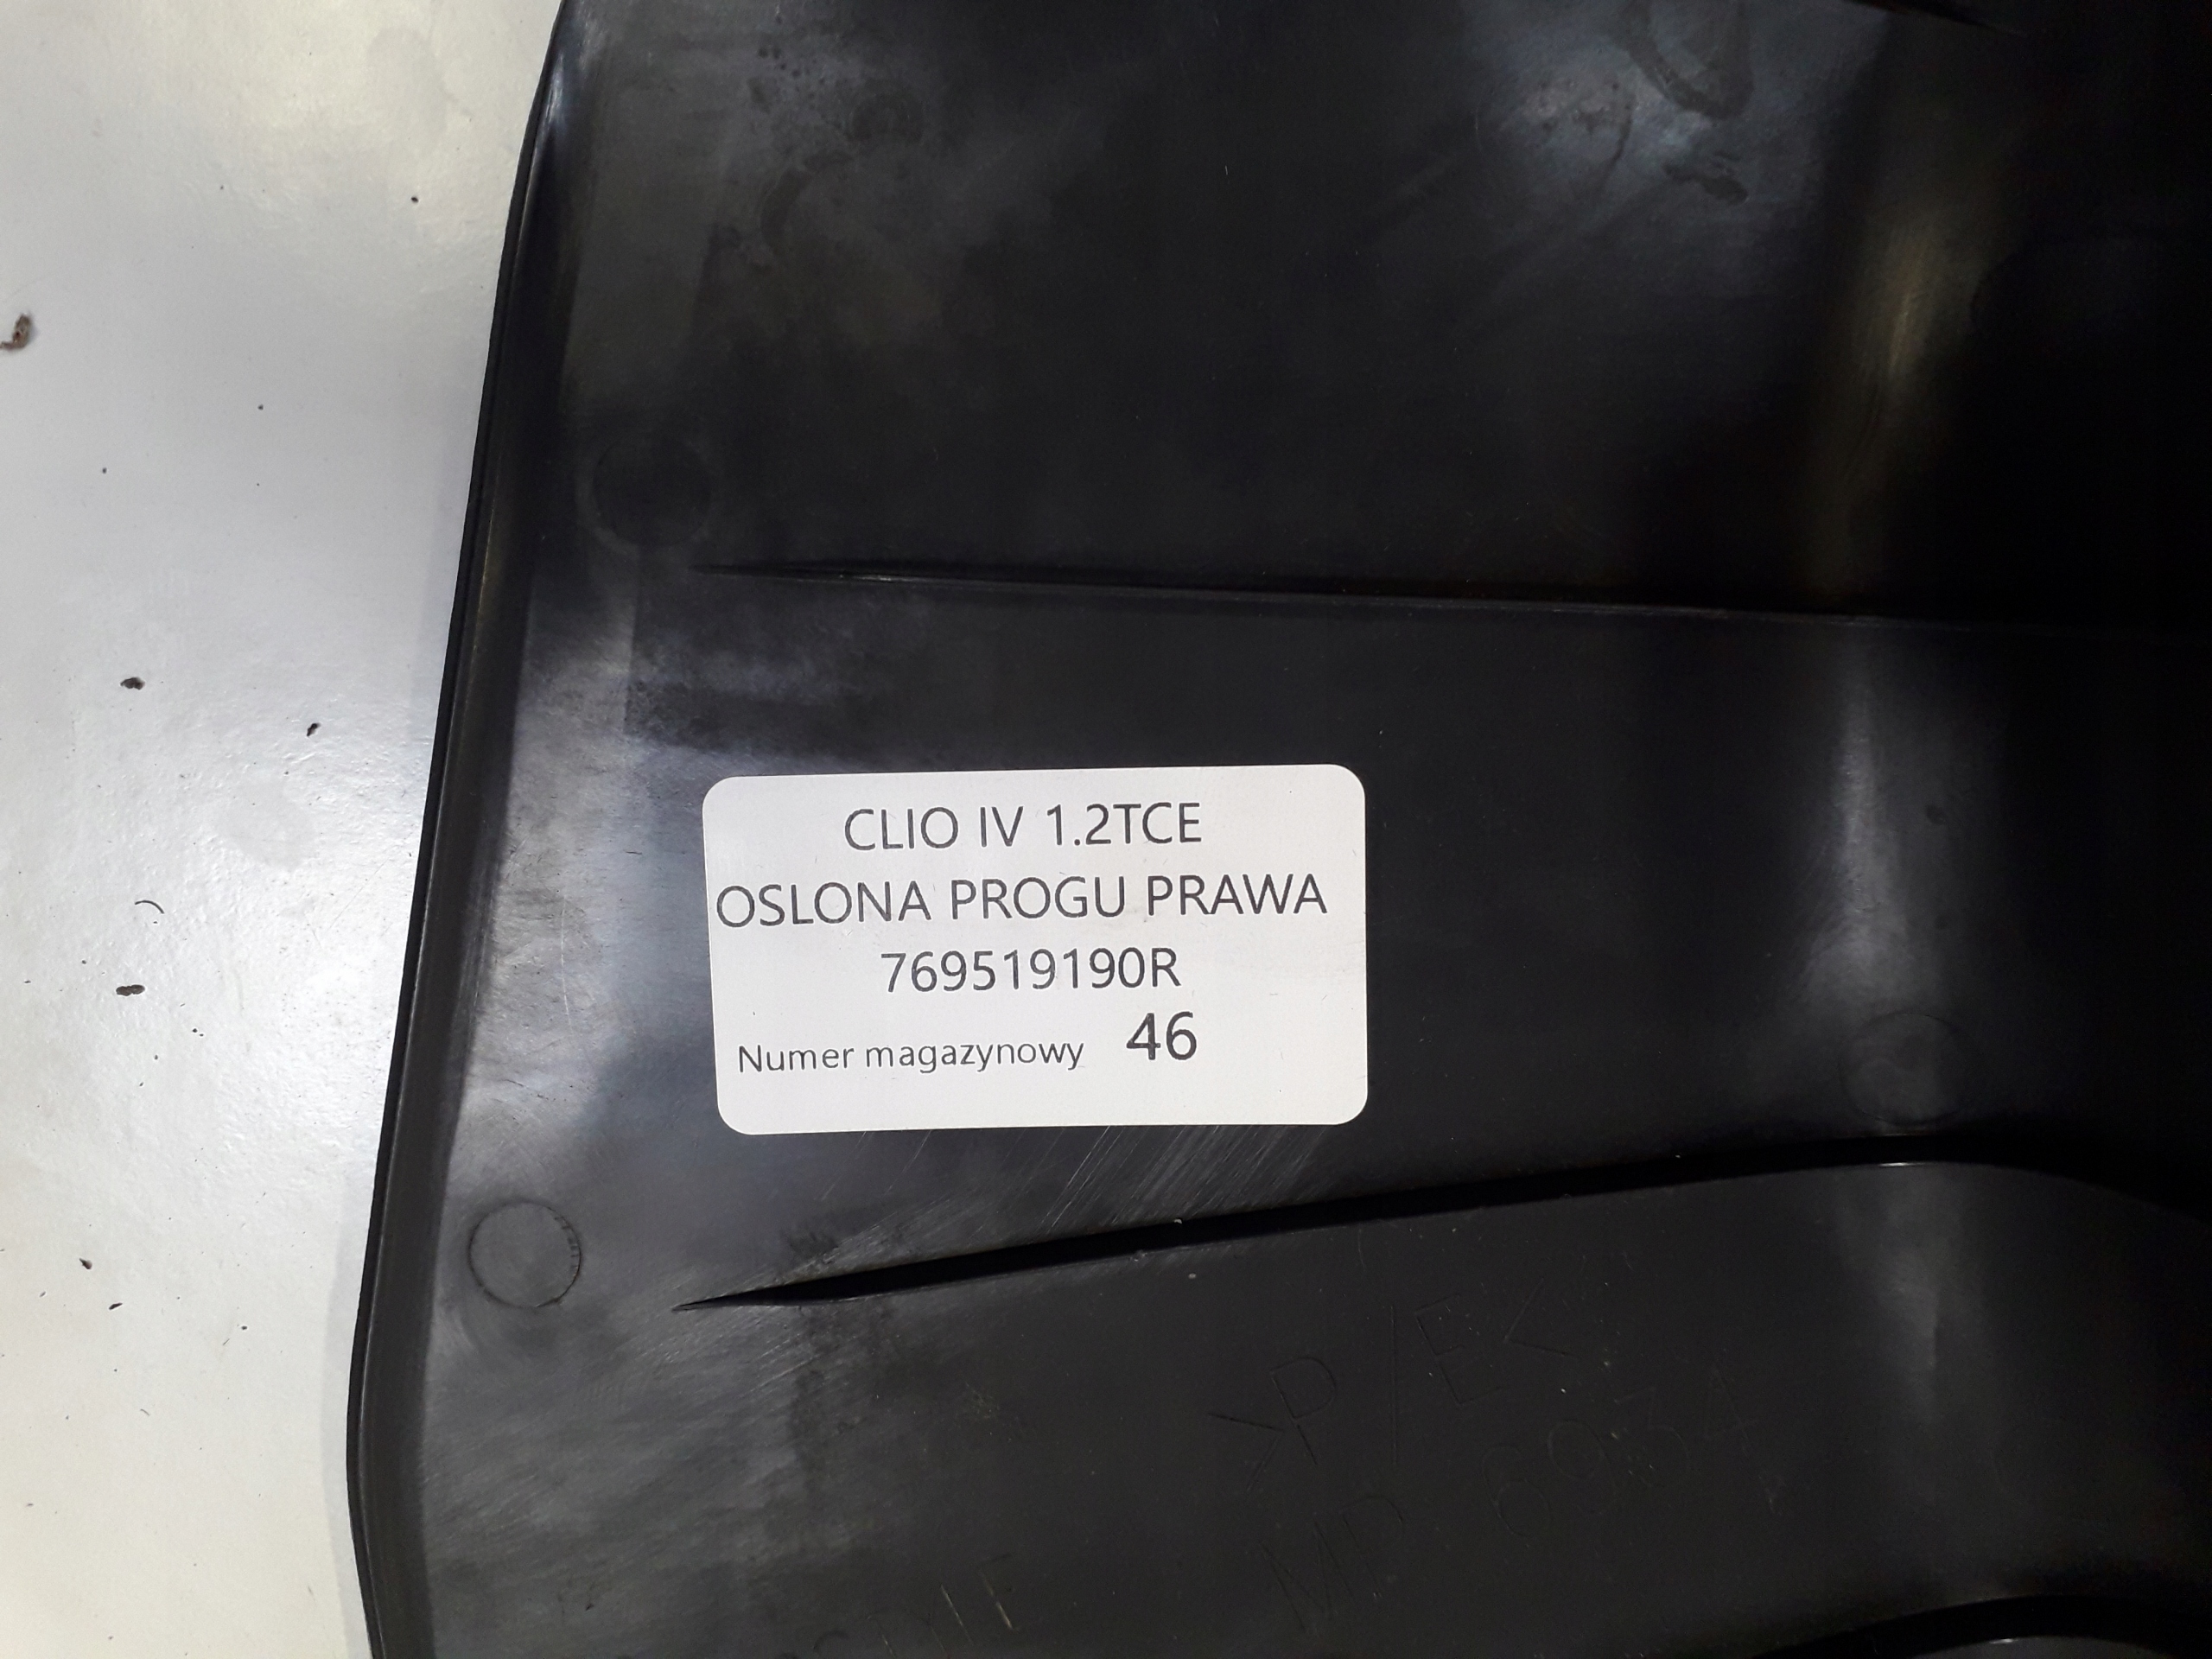 CLIO IV 1.2TCE
OSLONA PROGU PRAWA
769519190R
Numer magazynowy 46